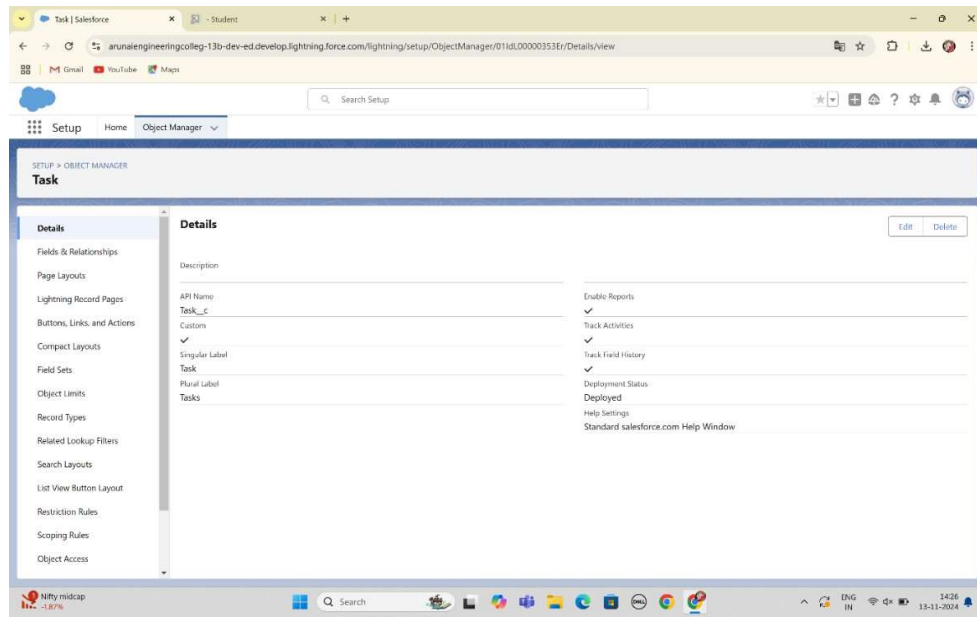 Task | Salesforce
- Student
arunaiengineeringcolleg-13b-dev-ed.develop.lightning.force.com/lightning/setup/ObjectManager/01IdL00000353Er/Details/view
Gmail YouTube Maps
Search Setup
Setup Home Object Manager
SETUP > OBJECT MANAGER
Task
Details
Fields & Relationships
Page Layouts
Lightning Record Pages
Buttons, Links, and Actions
Compact Layouts
Field Sets
Object Limits
Record Types
Related Lookup Filters
Search Layouts
List View Button Layout
Restriction Rules
Scoping Rules
Object Access
Details
Edit Delete
Description
API Name
Task__c
Custom
Singular Label
Task
Plural Label
Tasks
Enable Reports
Track Activities
Track Field History
Deployment Status
Deployed
Help Settings
Standard salesforce.com Help Window
Nifty midcap
-1.87%
Search
DELL
ENG
IN
14:26
13-11-2024